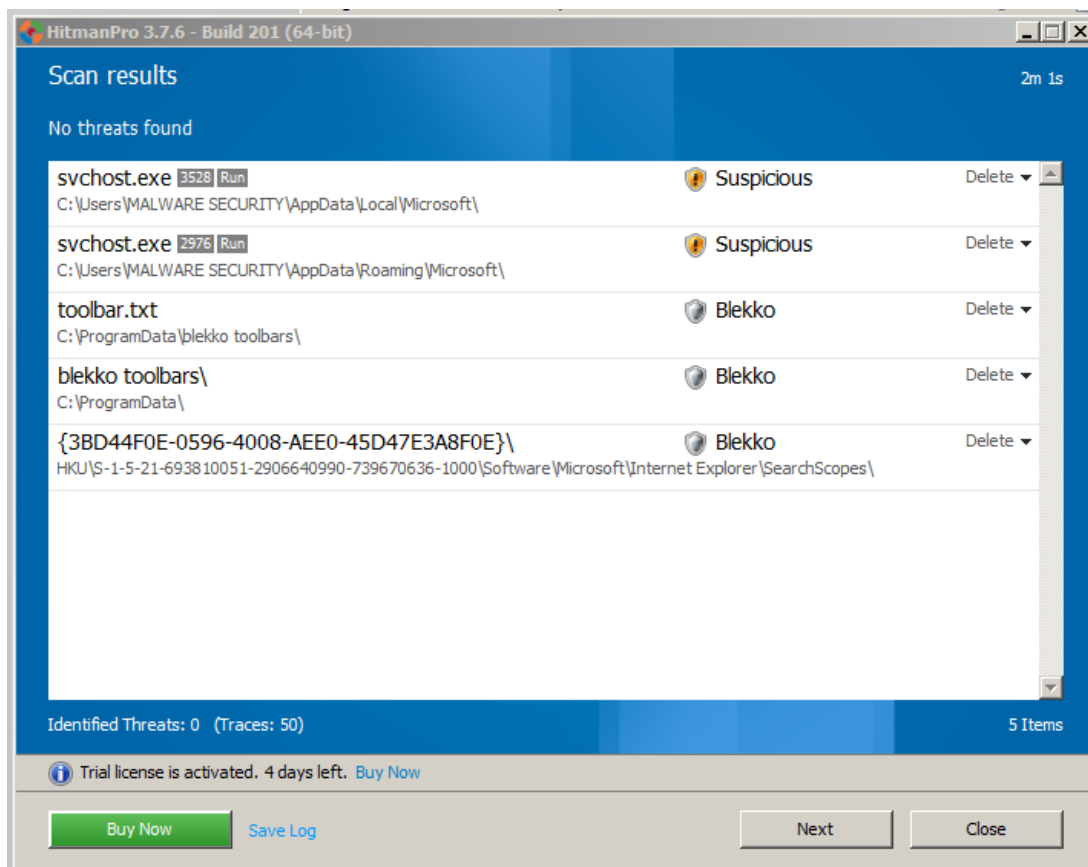 HitmanPro 3.7.6 - Build 201 (64-bit)
Scan results
2m 1s
No threats found
svchost.exe 3528 Run Suspicious Delete
C:\Users\MALWARE SECURITY\AppData\Local\Microsoft\
svchost.exe 2976 Run Suspicious Delete
C:\Users\MALWARE SECURITY\AppData\Roaming\Microsoft\
toolbar.txt Blekko Delete
C:\ProgramData\blekko toolbars\
blekko toolbars\ Blekko Delete
C:\ProgramData\
{3BD44F0E-0596-4008-AEE0-45D47E3A8F0E}\ Blekko Delete
HKU\S-1-5-21-693810051-2906640990-739670636-1000\Software\Microsoft\Internet Explorer\SearchScopes\
Identified Threats: 0 (Traces: 50) 5 Items
Trial license is activated. 4 days left. Buy Now
Buy Now Save Log Next Close